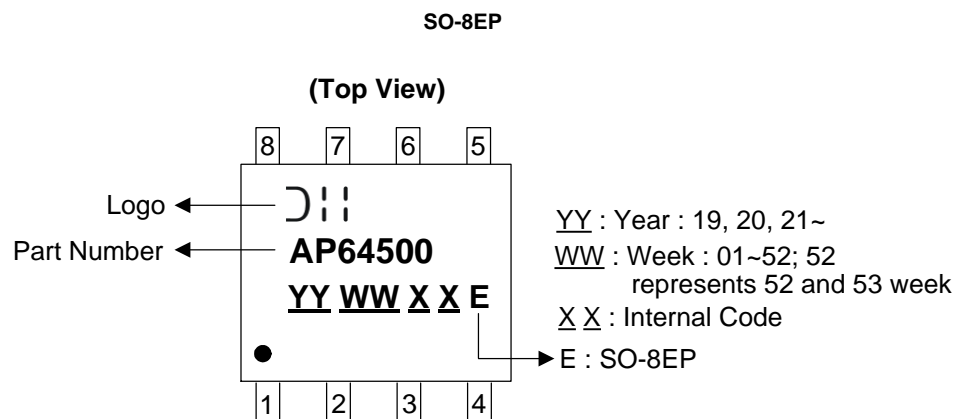 SO-8EP
(Top View)
8 7 6 5
Logo
Part Number
AP64500
YY WW X X E
YY : Year : 19, 20, 21~
WW : Week : 01~52; 52
represents 52 and 53 week
X X : Internal Code
E : SO-8EP
1 2 3 4